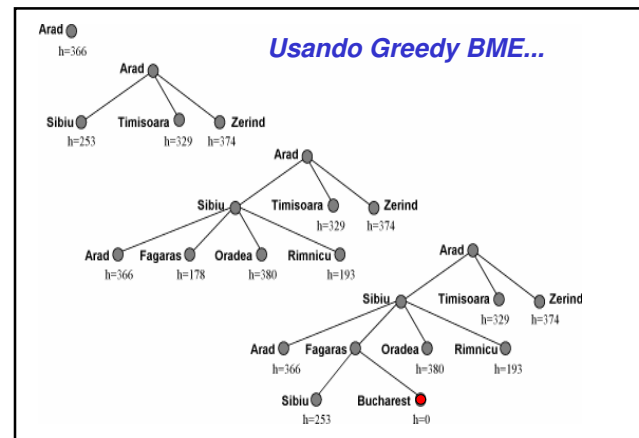 Usando Greedy BME...
Arad
h=366
Arad
Sibiu Timisoara Zerind
h=253 h=329 h=374
Arad
Sibiu Timisoara Zerind
h=329 h=374
Arad Fagaras Oradea Rimnicu
h=366 h=178 h=380 h=193
Arad
Sibiu Timisoara Zerind
h=329 h=374
Arad Fagaras Oradea Rimnicu
h=366 h=380 h=193
Sibiu Bucharest
h=253 h=0